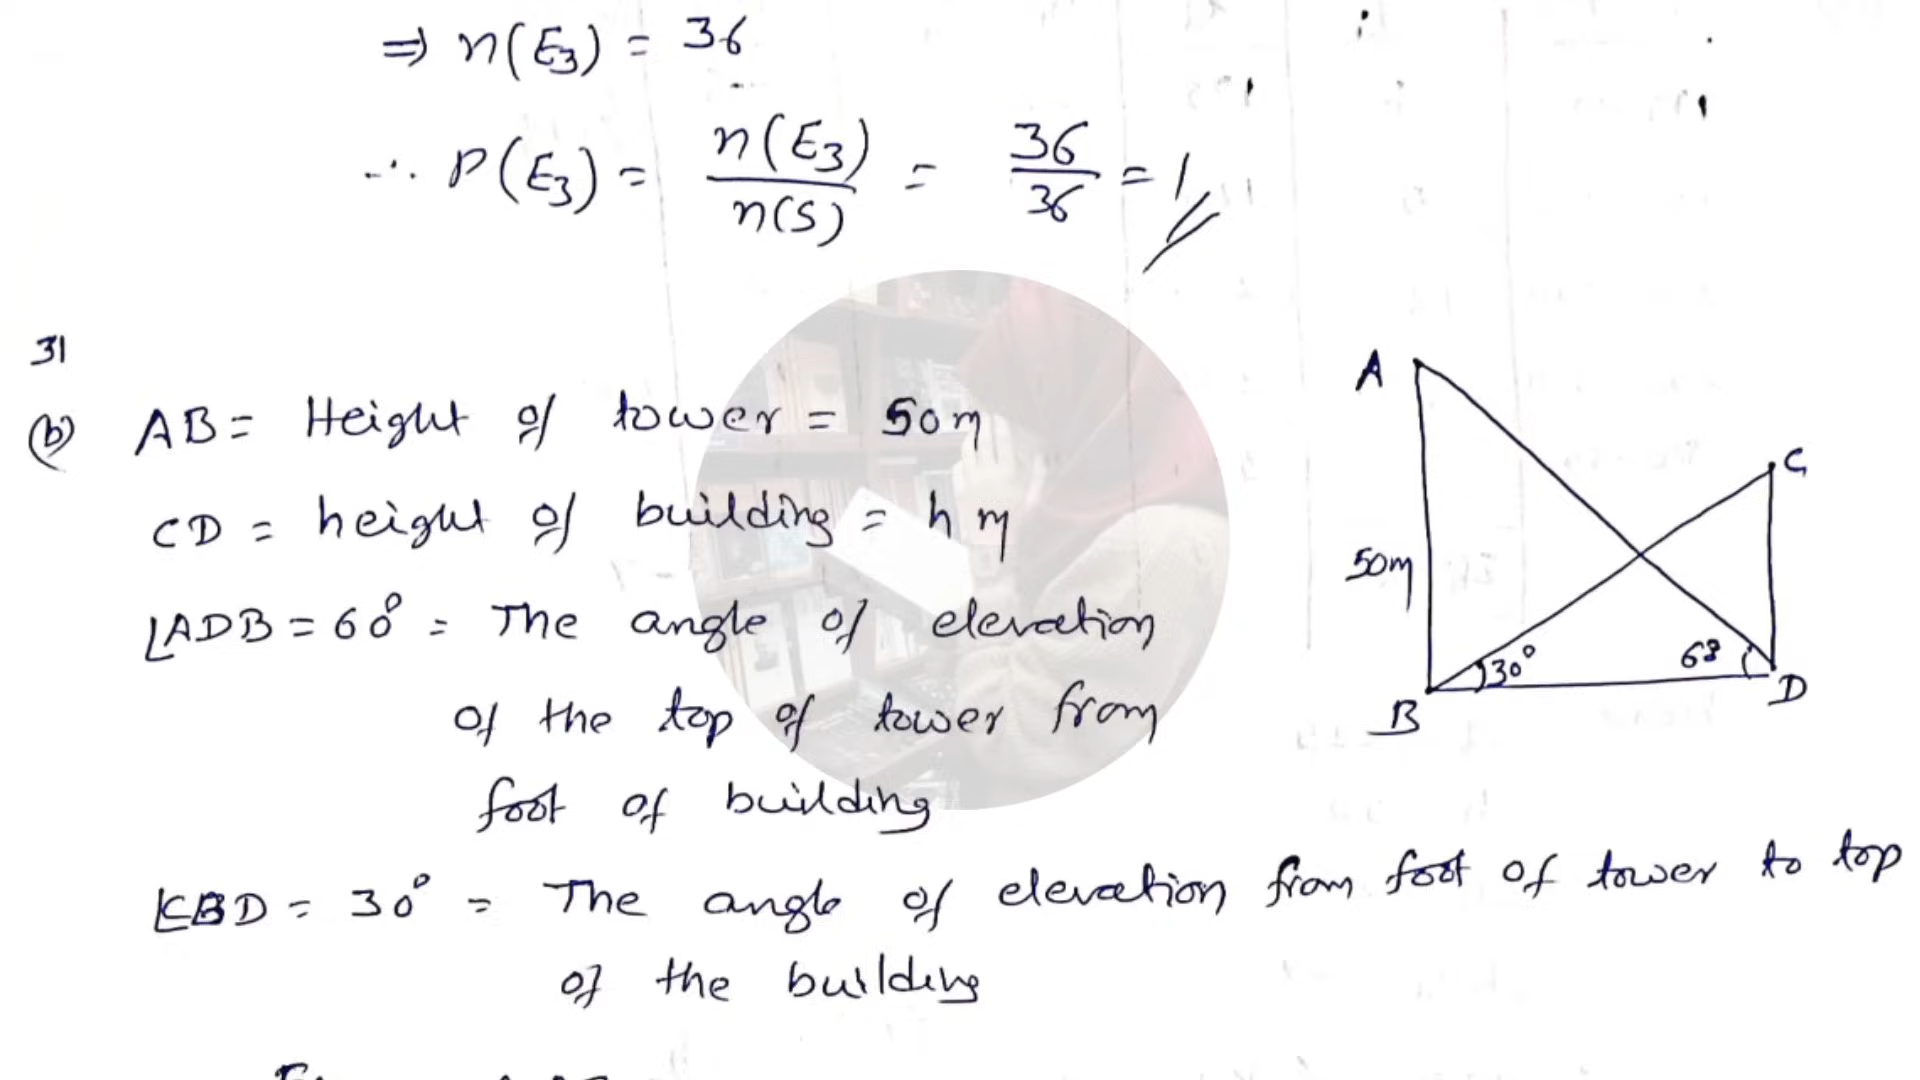 ⇒ n(E₃) = 36
∴ P(E₃) = n(E₃)/n(S) = 36/36 = 1
31
(b) AB = Height of tower = 50m
CD = height of building = h m
∠ADB = 60° = The angle of elevation
of the top of tower from
foot of building
∠CBD = 30° = The angle of elevation from foot of tower to top
of the building
A
C
50m
30°
60°
B
D